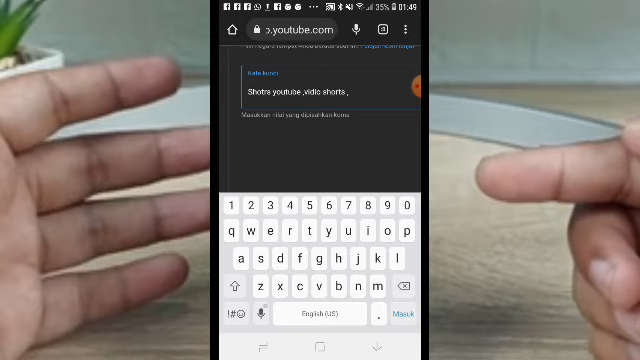 35% 01:49
o.youtube.com
Kata kunci
Shotrs youtube ,vidio shorts ,
Masukkan nilai yang dipisahkan koma
1 2 3 4 5 6 7 8 9 0
q w e r t y u i o p
a s d f g h j k l
z x c v b n m
!#☺ English (US) . Masuk